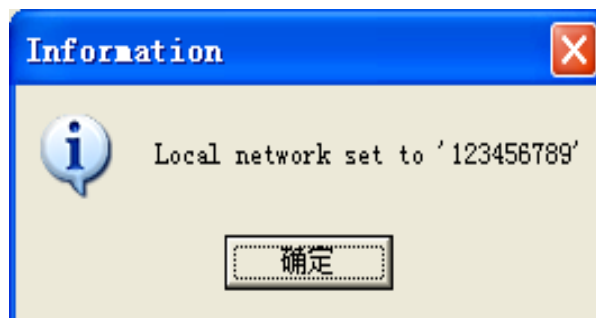 Information
Local network set to '123456789'
确定